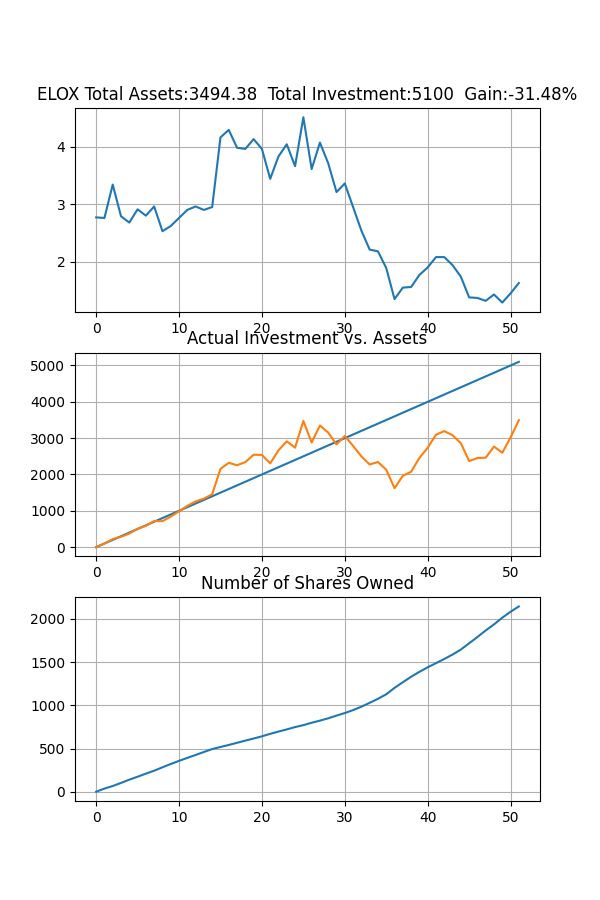 ELOX Total Assets:3494.38  Total Investment:5100  Gain:-31.48%
4
3
2
0 10 20 30 40 50
Actual Investment vs. Assets
5000
4000
3000
2000
1000
0
0 10 20 30 40 50
Number of Shares Owned
2000
1500
1000
500
0
0 10 20 30 40 50